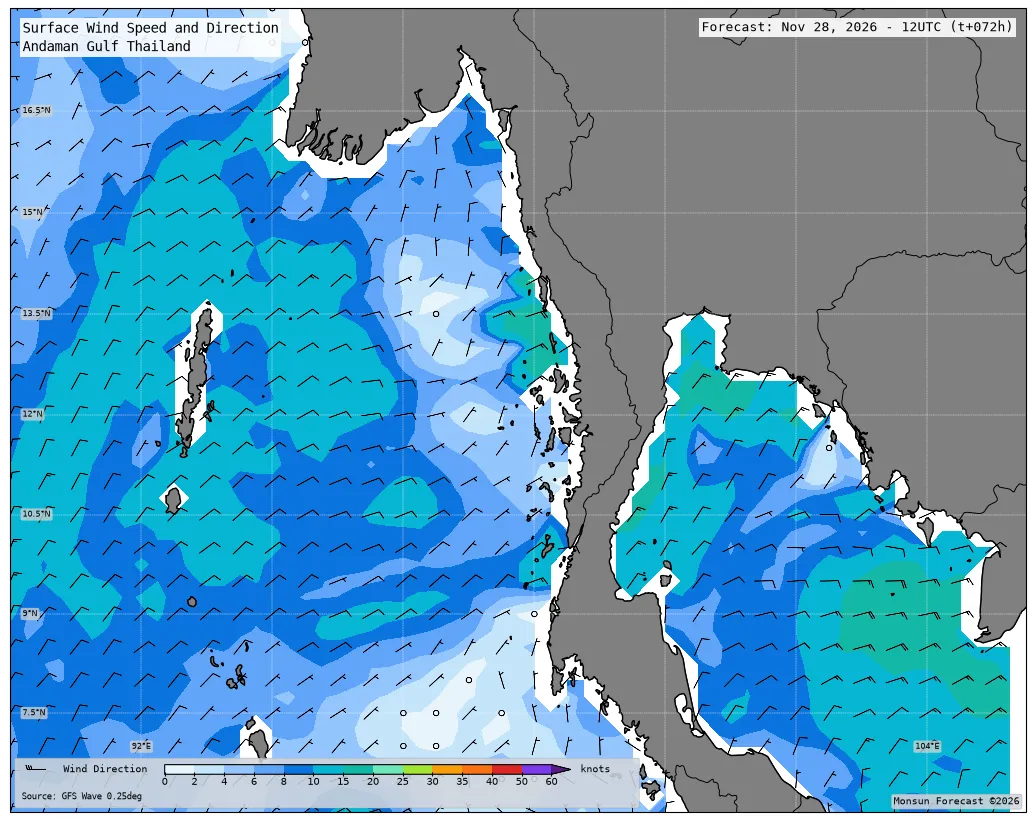 Surface Wind Speed and Direction
Andaman Gulf Thailand
Forecast: Nov 28, 2026 - 12UTC (t+072h)
16.5°N
15°N
13.5°N
12°N
10.5°N
9°N
7.5°N
92°E
104°E
Wind Direction
0 2 4 6 8 10 15 20 25 30 35 40 50 60
knots
Source: GFS Wave 0.25deg
Monsun Forecast ©2026